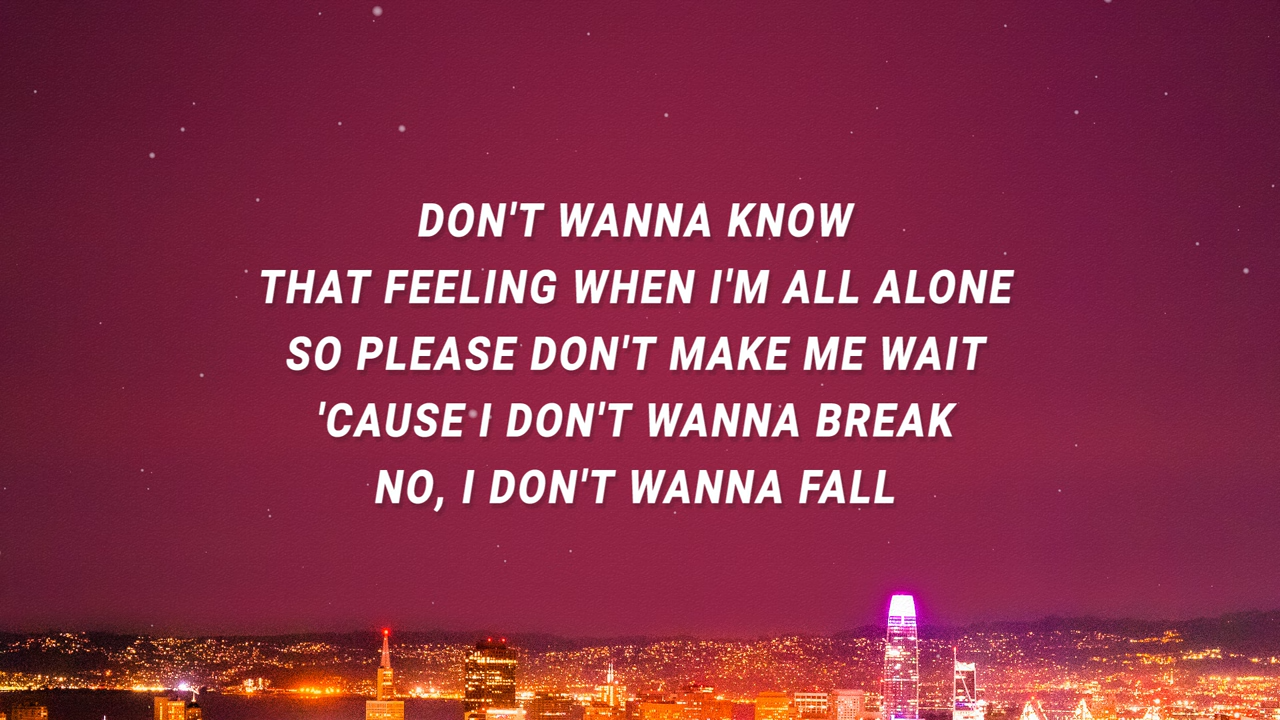 DON'T WANNA KNOW
THAT FEELING WHEN I'M ALL ALONE
SO PLEASE DON'T MAKE ME WAIT
'CAUSE I DON'T WANNA BREAK
NO, I DON'T WANNA FALL